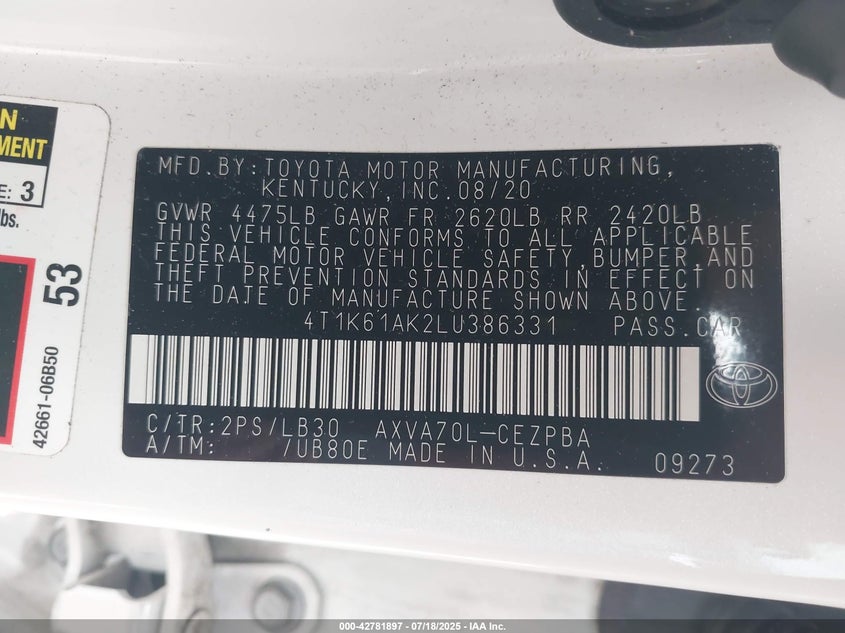 N
MENT
E: 3
lbs.
53
42661-06B50
MFD.BY:TOYOTA MOTOR MANUFACTURING,
KENTUCKY,INC.08/20
GVWR 4475LB GAWR FR 2620LB RR 2420LB
THIS VEHICLE CONFORMS TO ALL APPLICABLE
FEDERAL MOTOR VEHICLE SAFETY,BUMPER,AND
THEFT PREVENTION STANDARDS IN EFFECT ON
THE DATE OF MANUFACTURE SHOWN ABOVE.
4T1K61AK2LU386331 PASS.CAR
C/TR:2PS/LB30 AXVA70L-CEZPBA
A/TM: /UB80E MADE IN U.S.A. 09273
000-42781897 | 07/18/2025 - IAA Inc.